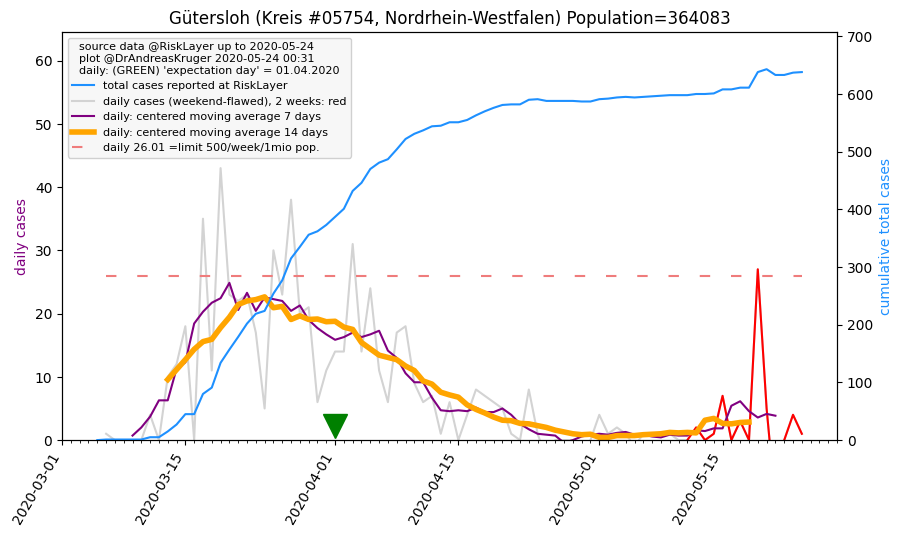 Gütersloh (Kreis #05754, Nordrhein-Westfalen) Population=364083
source data @RiskLayer up to 2020-05-24
plot @DrAndreasKruger 2020-05-24 00:31
daily: (GREEN) 'expectation day' = 01.04.2020
total cases reported at RiskLayer
daily cases (weekend-flawed), 2 weeks: red
daily: centered moving average 7 days
daily: centered moving average 14 days
daily 26.01 =limit 500/week/1mio pop.
daily cases
60
50
40
30
20
10
0
700
600
500
400
300
200
100
0
cumulative total cases
2020-03-01
2020-03-15
2020-04-01
2020-04-15
2020-05-01
2020-05-15